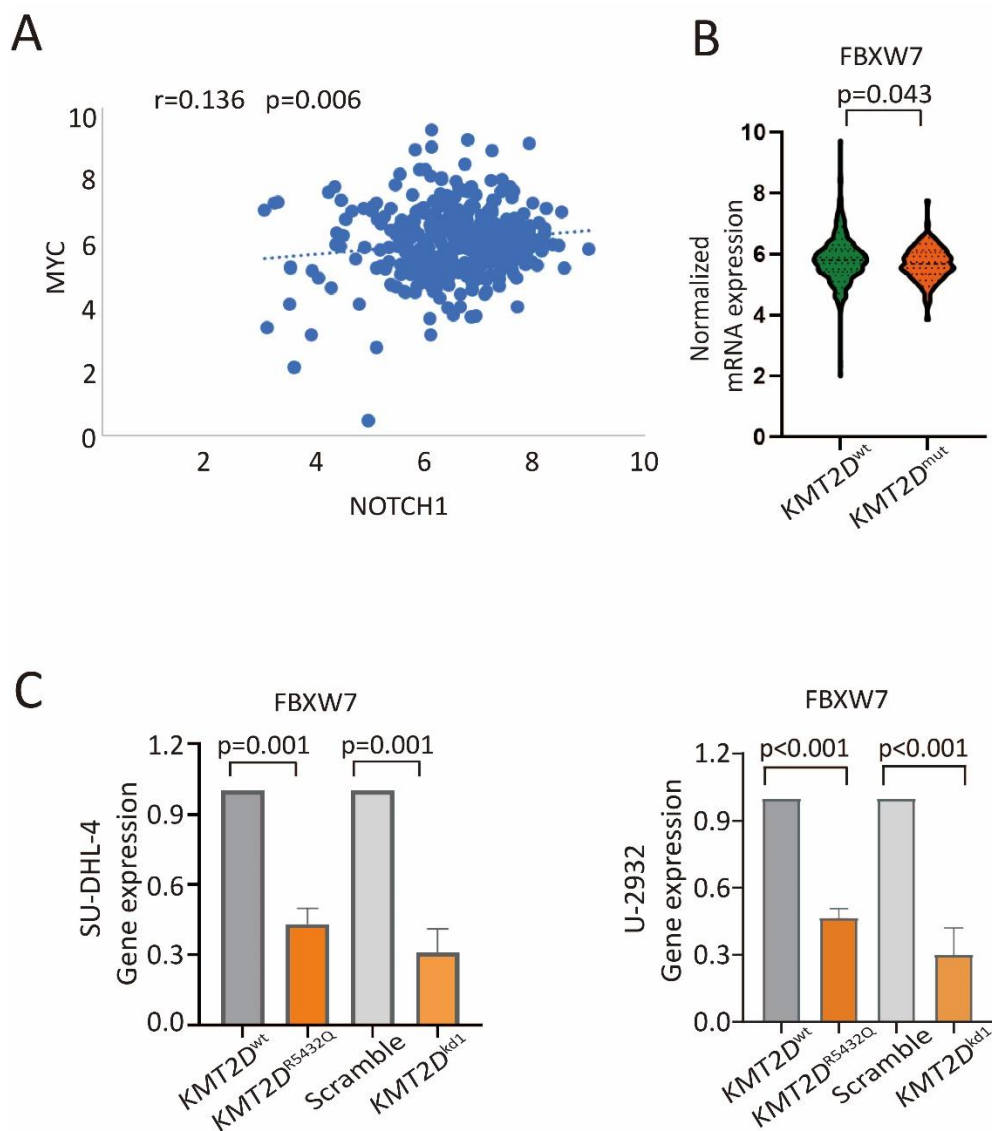 A
r=0.136 p=0.006
10
8
6
4
2
0
MYC
2 4 6 8 10
NOTCH1
B
FBXW7
p=0.043
10
8
6
4
2
0
Normalized
mRNA expression
KMT2Dwt
KMT2Dmut
C
FBXW7
p=0.001 p=0.001
1.2
0.9
0.6
0.3
0.0
SU-DHL-4
Gene expression
KMT2Dwt
KMT2DR5432Q
Scramble
KMT2Dkd1
FBXW7
p<0.001 p<0.001
1.2
0.9
0.6
0.3
0.0
U-2932
Gene expression
KMT2Dwt
KMT2DR5432Q
Scramble
KMT2Dkd1